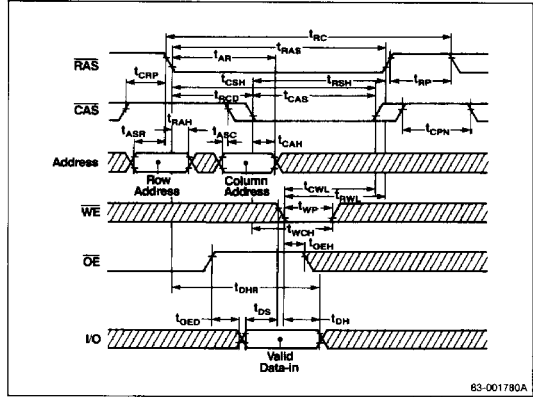 tRC
tRAS
tAR
RAS
tCSH
tRSH
tCRP
tRP
tRCD
tCAS
CAS
tRAH
tASR
tASC
tCAH
tCPN
Address
Row
Address
Column
Address
tCWL
tRWL
WE
tWP
tWCH
tOEH
OE
tDHR
tOED
tDS
tDH
I/O
Valid
Data-in
83-001780A